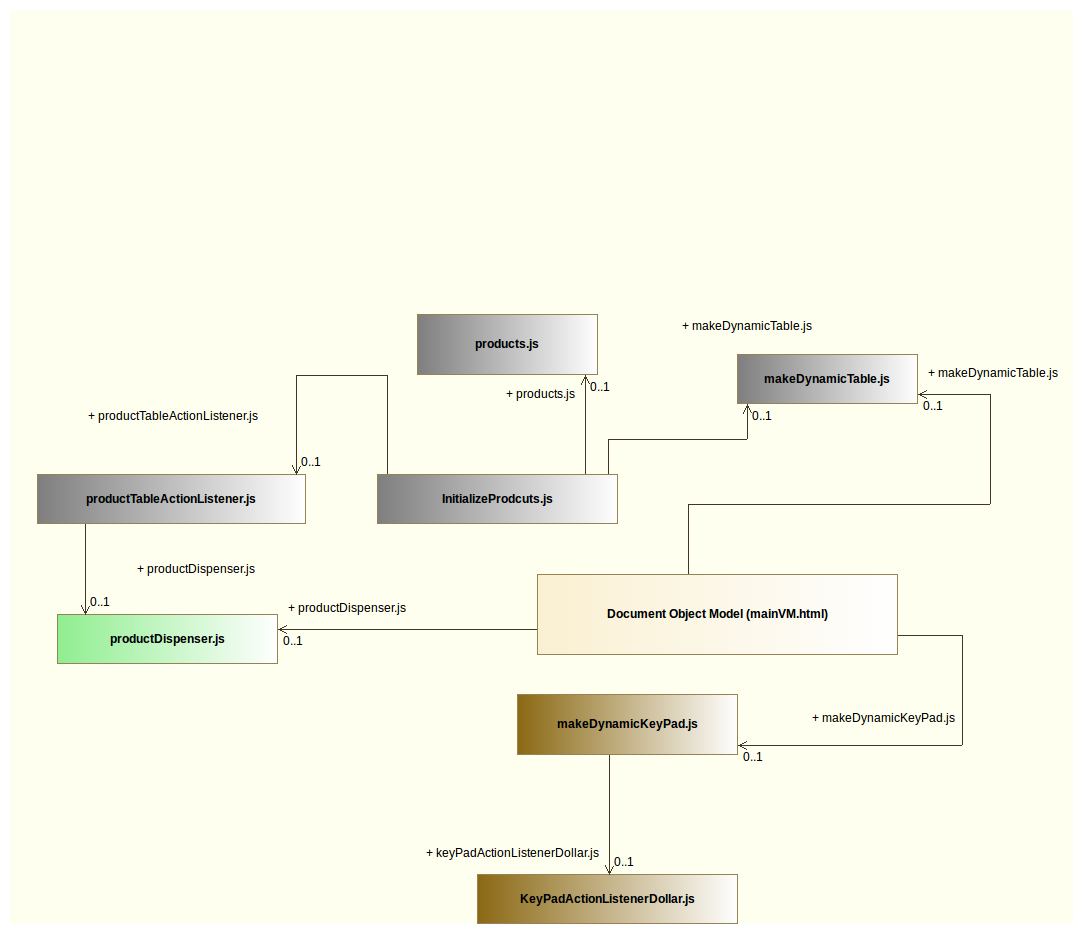 + makeDynamicTable.js
products.js
+ makeDynamicTable.js
makeDynamicTable.js
0..1
+ products.js
0..1
0..1
+ productTableActionListener.js
0..1
productTableActionListener.js
InitializeProdcuts.js
+ productDispenser.js
0..1
+ productDispenser.js
Document Object Model (mainVM.html)
productDispenser.js
0..1
+ makeDynamicKeyPad.js
makeDynamicKeyPad.js
0..1
+ keyPadActionListenerDollar.js
0..1
KeyPadActionListenerDollar.js